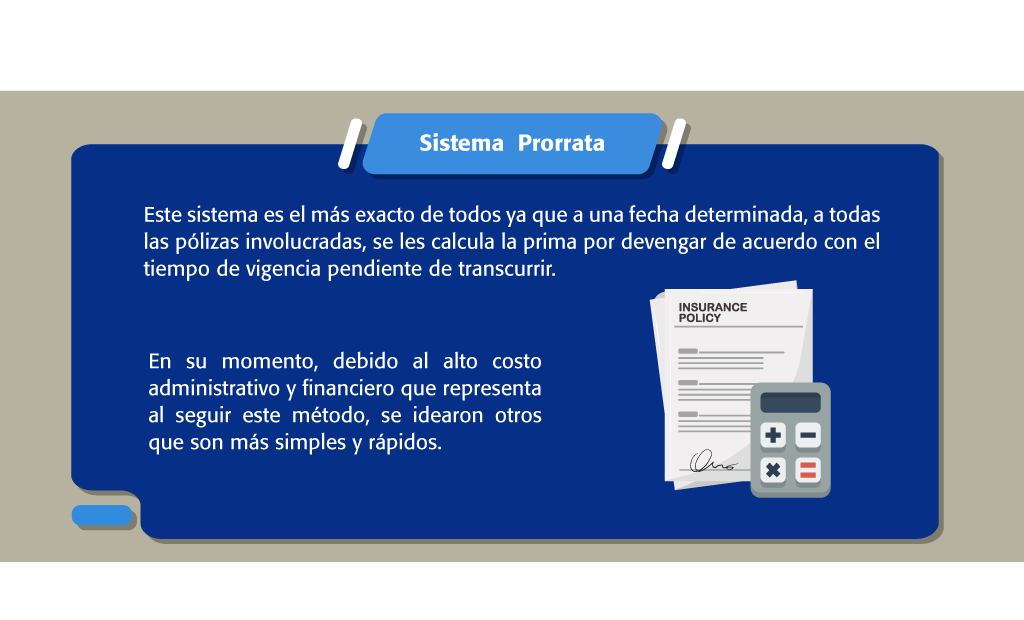 Sistema Prorrata
Este sistema es el más exacto de todos ya que a una fecha determinada, a todas
las pólizas involucradas, se les calcula la prima por devengar de acuerdo con el
tiempo de vigencia pendiente de transcurrir.
En su momento, debido al alto costo
administrativo y financiero que representa
al seguir este método, se idearon otros
que son más simples y rápidos.
INSURANCE
POLICY